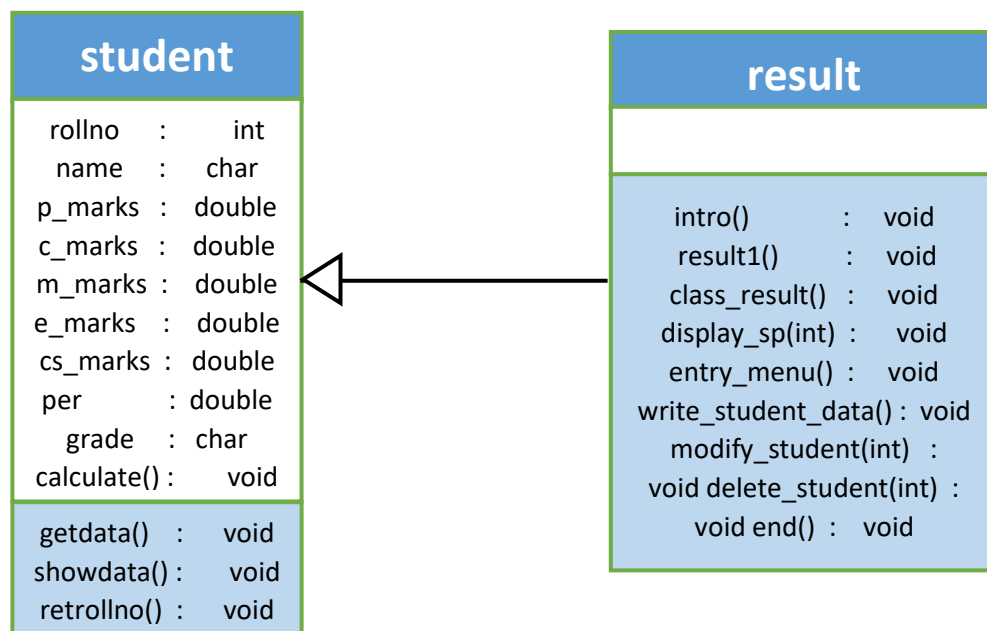 student
rollno : int
name : char
p_marks : double
c_marks : double
m_marks : double
e_marks : double
cs_marks : double
per : double
grade : char
calculate() : void
getdata() : void
showdata() : void
retrollno() : void
result
intro() : void
result1() : void
class_result() : void
display_sp(int) : void
entry_menu() : void
write_student_data() : void
modify_student(int) :
void delete_student(int) :
void end() : void